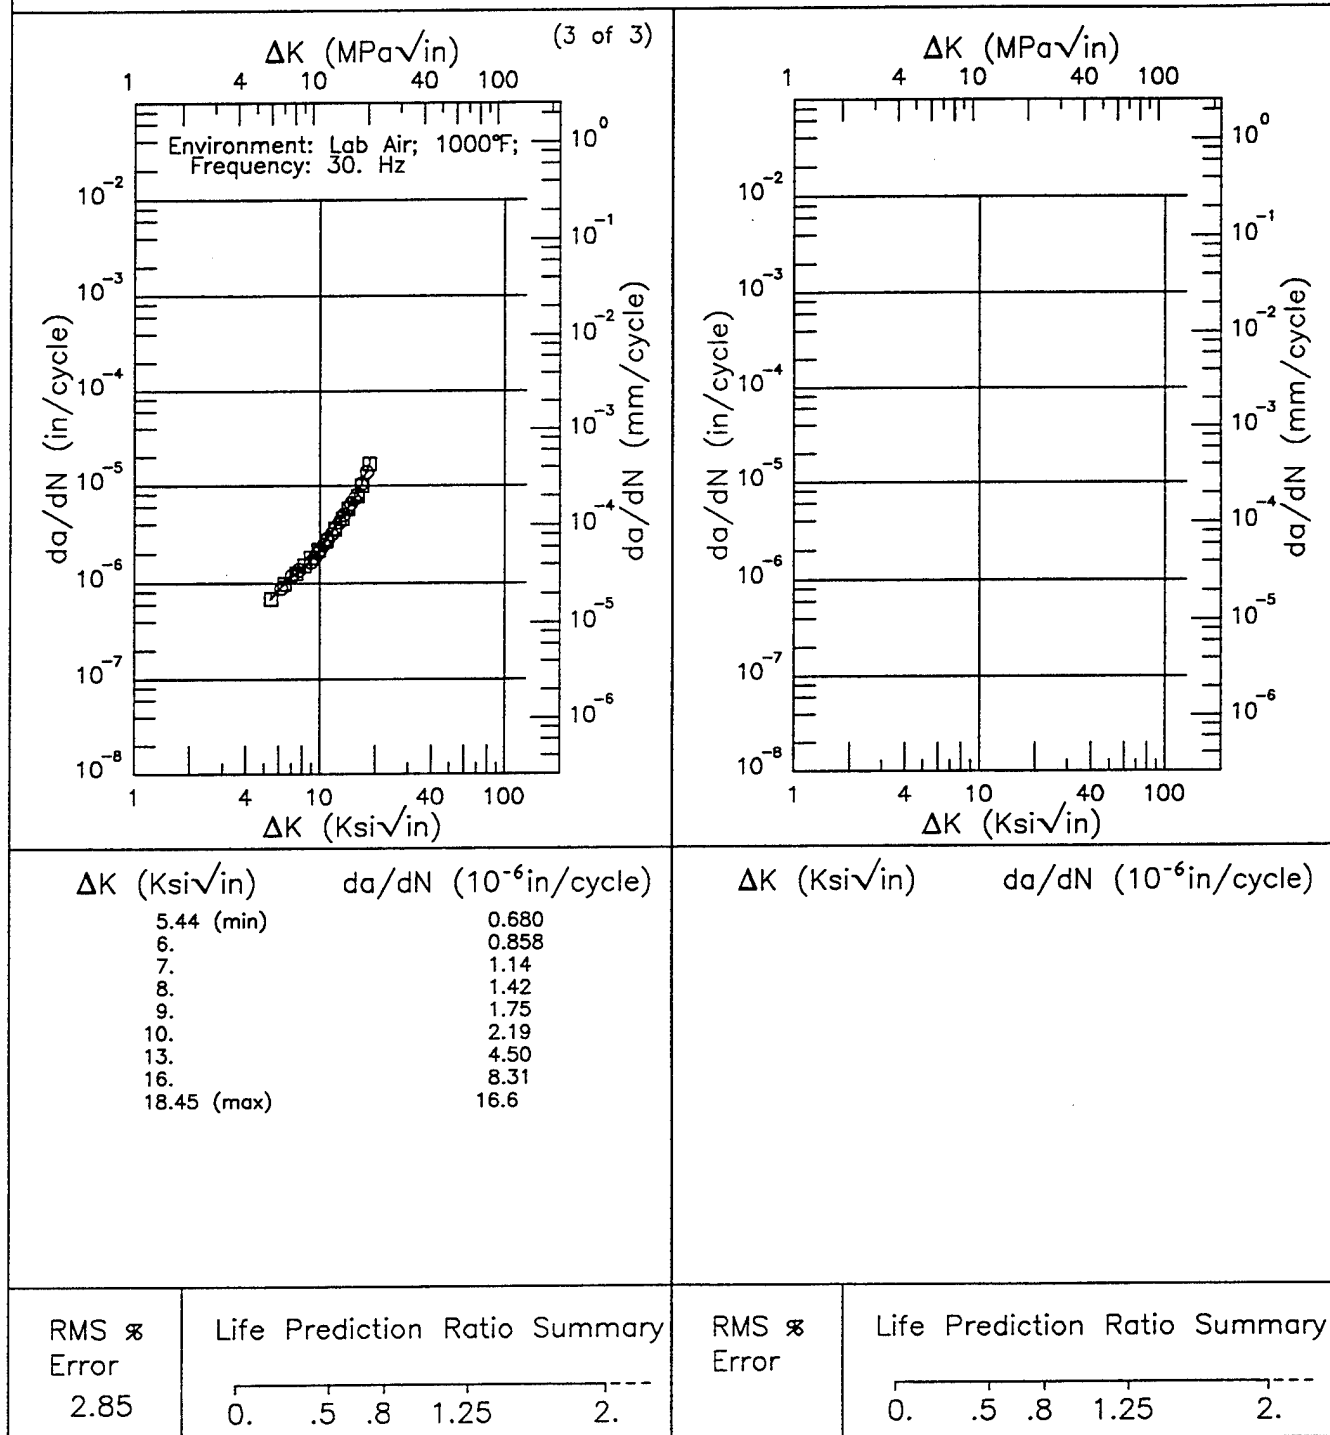 (3 of 3)
ΔK (MPa√in)
1 4 10 40 100
Environment: Lab Air; 1000°F;
Frequency: 30. Hz
da/dN (in/cycle)
10⁻²
10⁻³
10⁻⁴
10⁻⁵
10⁻⁶
10⁻⁷
10⁻⁸
da/dN (mm/cycle)
10⁰
10⁻¹
10⁻²
10⁻³
10⁻⁴
10⁻⁵
10⁻⁶
1 4 10 40 100
ΔK (Ksi√in)
ΔK (MPa√in)
1 4 10 40 100
da/dN (in/cycle)
10⁻²
10⁻³
10⁻⁴
10⁻⁵
10⁻⁶
10⁻⁷
10⁻⁸
da/dN (mm/cycle)
10⁰
10⁻¹
10⁻²
10⁻³
10⁻⁴
10⁻⁵
10⁻⁶
1 4 10 40 100
ΔK (Ksi√in)
ΔK (Ksi√in) da/dN (10⁻⁶in/cycle)
5.44 (min) 0.680
6. 0.858
7. 1.14
8. 1.42
9. 1.75
10. 2.19
13. 4.50
16. 8.31
18.45 (max) 16.6
ΔK (Ksi√in) da/dN (10⁻⁶in/cycle)
RMS %
Error
2.85
Life Prediction Ratio Summary
0. .5 .8 1.25 2.
RMS %
Error
Life Prediction Ratio Summary
0. .5 .8 1.25 2.